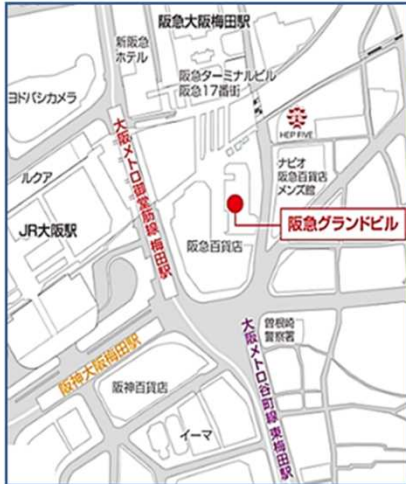 阪急大阪梅田駅
新阪急
ホテル
阪急ターミナルビル
阪急17番街
ヨドバシカメラ
HEP FIVE
大阪メトロ御堂筋線 梅田駅
ナビオ
阪急百貨店
メンズ館
ルクア
阪急グランドビル
JR大阪駅
阪急百貨店
大阪メトロ谷町線 東梅田駅
曽根崎
警察署
阪神大阪梅田駅
阪神百貨店
イーマ